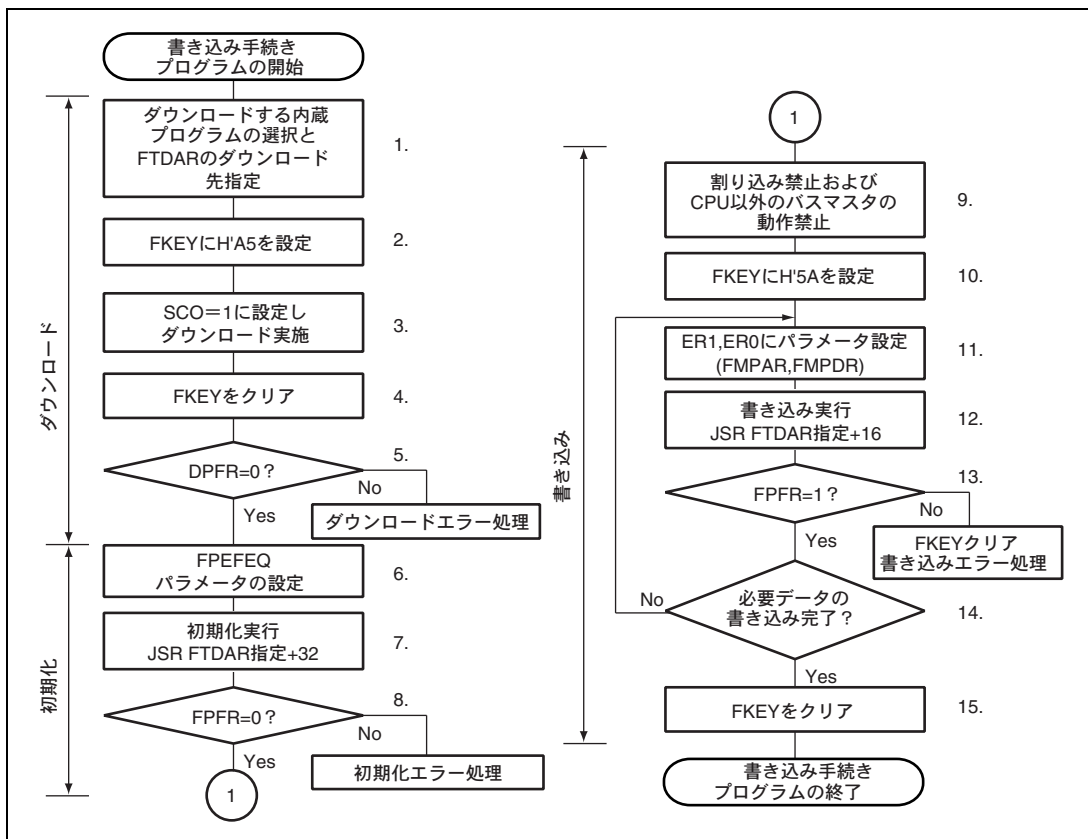 書き込み手続き
プログラムの開始
ダウンロード
ダウンロードする内蔵
プログラムの選択と
FTDARのダウンロード
先指定
1.
FKEYにH'A5を設定
2.
SCO=1に設定し
ダウンロード実施
3.
FKEYをクリア
4.
DPFR=0?
5.
No
Yes
ダウンロードエラー処理
初期化
FPEFEQ
パラメータの設定
6.
初期化実行
JSR FTDAR指定+32
7.
FPFR=0?
8.
No
Yes
初期化エラー処理
1
1
書き込み
割り込み禁止および
CPU以外のバスマスタの
動作禁止
9.
FKEYにH'5Aを設定
10.
ER1,ER0にパラメータ設定
(FMPAR,FMPDR)
11.
書き込み実行
JSR FTDAR指定+16
12.
FPFR=1?
13.
No
Yes
FKEYクリア
書き込みエラー処理
必要データの
書き込み完了?
14.
No
Yes
FKEYをクリア
15.
書き込み手続き
プログラムの終了